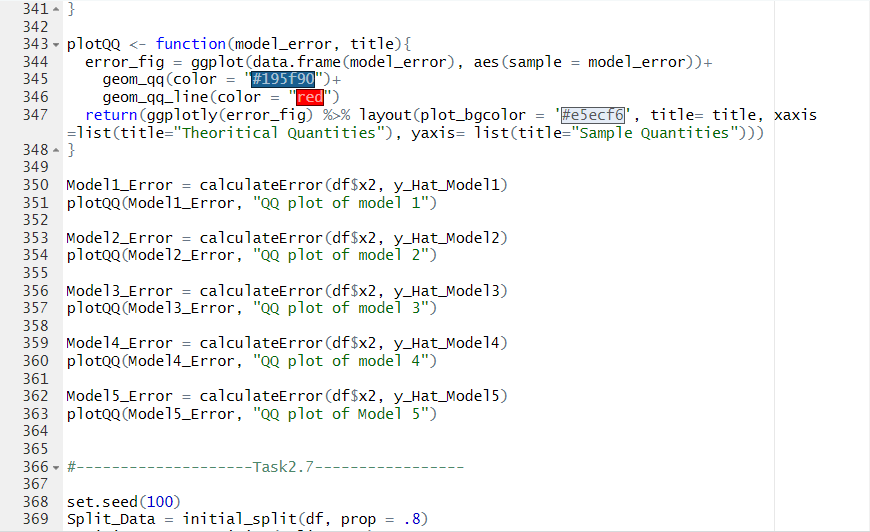 341 }
342
343 plotQQ <- function(model_error, title){
344   error_fig = ggplot(data.frame(model_error), aes(sample = model_error))+
345     geom_qq(color = "#195f90")+
346     geom_qq_line(color = "red")
347   return(ggplotly(error_fig) %>% layout(plot_bgcolor = '#e5ecf6', title= title, xaxis
=list(title="Theoritical Quantities"), yaxis= list(title="Sample Quantities")))
348 }
349
350 Model1_Error = calculateError(df$x2, y_Hat_Model1)
351 plotQQ(Model1_Error, "QQ plot of model 1")
352
353 Model2_Error = calculateError(df$x2, y_Hat_Model2)
354 plotQQ(Model2_Error, "QQ plot of model 2")
355
356 Model3_Error = calculateError(df$x2, y_Hat_Model3)
357 plotQQ(Model3_Error, "QQ plot of model 3")
358
359 Model4_Error = calculateError(df$x2, y_Hat_Model4)
360 plotQQ(Model4_Error, "QQ plot of model 4")
361
362 Model5_Error = calculateError(df$x2, y_Hat_Model5)
363 plotQQ(Model5_Error, "QQ plot of Model 5")
364
365
366 #--------------------Task2.7-----------------
367
368 set.seed(100)
369 Split_Data = initial_split(df, prop = .8)